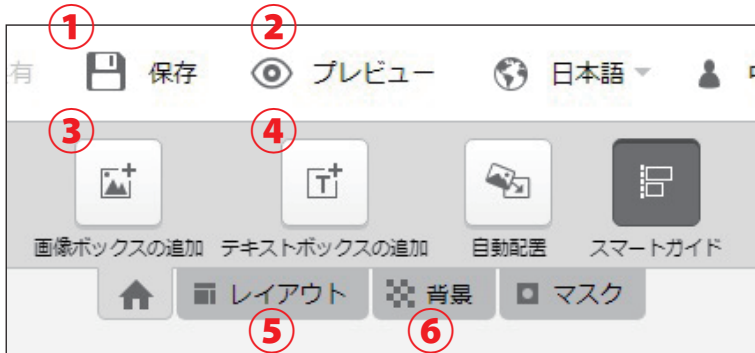 ① ②
有 保存 プレビュー 日本語
③ ④
画像ボックスの追加 テキストボックスの追加 自動配置 スマートガイド
レイアウト 背景 マスク
⑤ ⑥